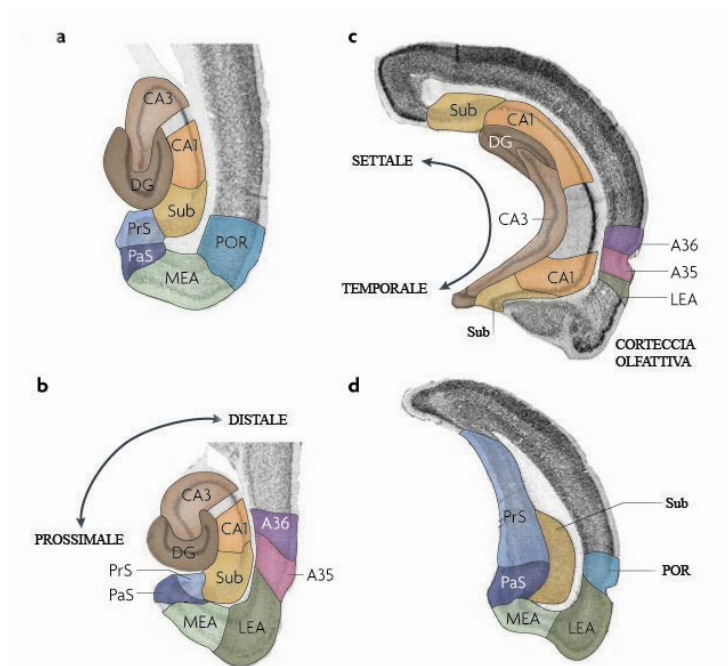 a
CA3
CA1
DG
Sub
PrS
PaS
MEA
POR
c
Sub
CA1
DG
SETTALE
CA3
A36
A35
TEMPORALE
CA1
LEA
Sub
CORTECCIA
OLFATTIVA
b
DISTALE
CA3
A36
CA1
PROSSIMALE
DG
PrS
Sub
A35
PaS
MEA
LEA
d
Sub
PrS
POR
PaS
MEA
LEA